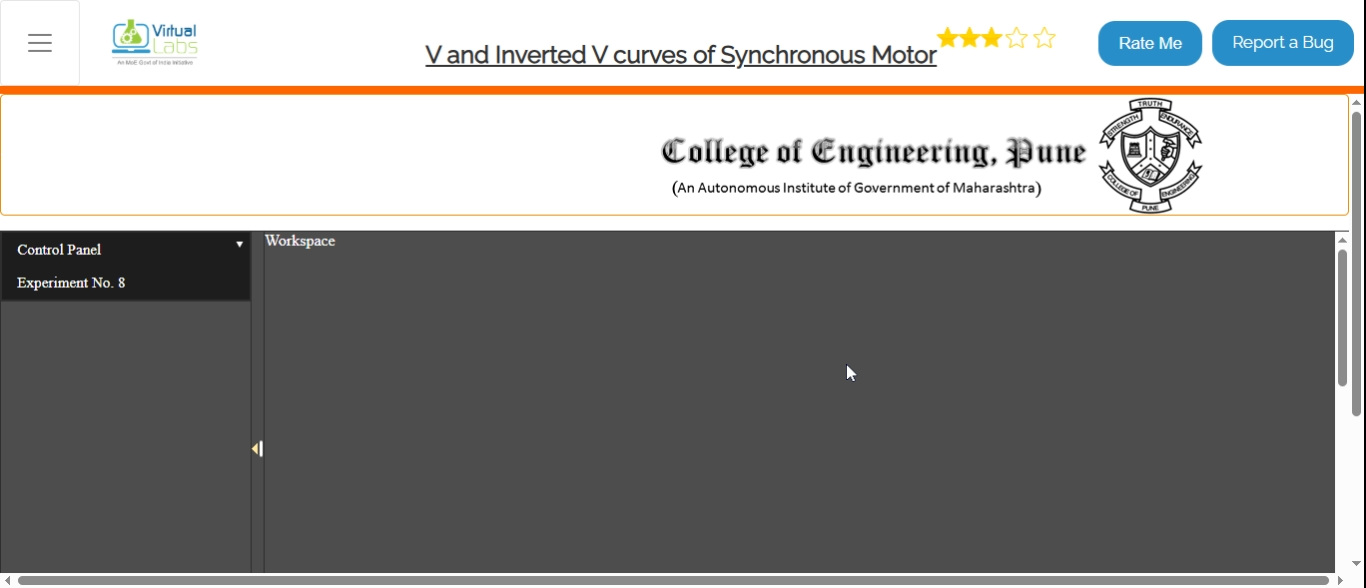 Virtual
Labs
An MoE Govt of India Initiative
V and Inverted V curves of Synchronous Motor
Rate Me
Report a Bug
College of Engineering, Pune
(An Autonomous Institute of Government of Maharashtra)
TRUTH
STRENGTH
ENDURANCE
COLLEGE OF
ENGINEERING
PUNE
Control Panel
Workspace
Experiment No. 8